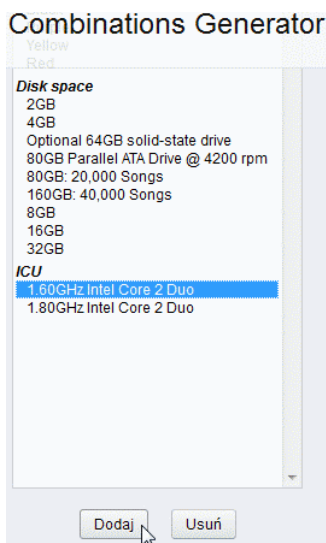 Combinations Generator
Yellow
Red
Disk space
2GB
4GB
Optional 64GB solid-state drive
80GB Parallel ATA Drive @ 4200 rpm
80GB: 20,000 Songs
160GB: 40,000 Songs
8GB
16GB
32GB
ICU
1.60GHz Intel Core 2 Duo
1.80GHz Intel Core 2 Duo
Dodaj
Usuń